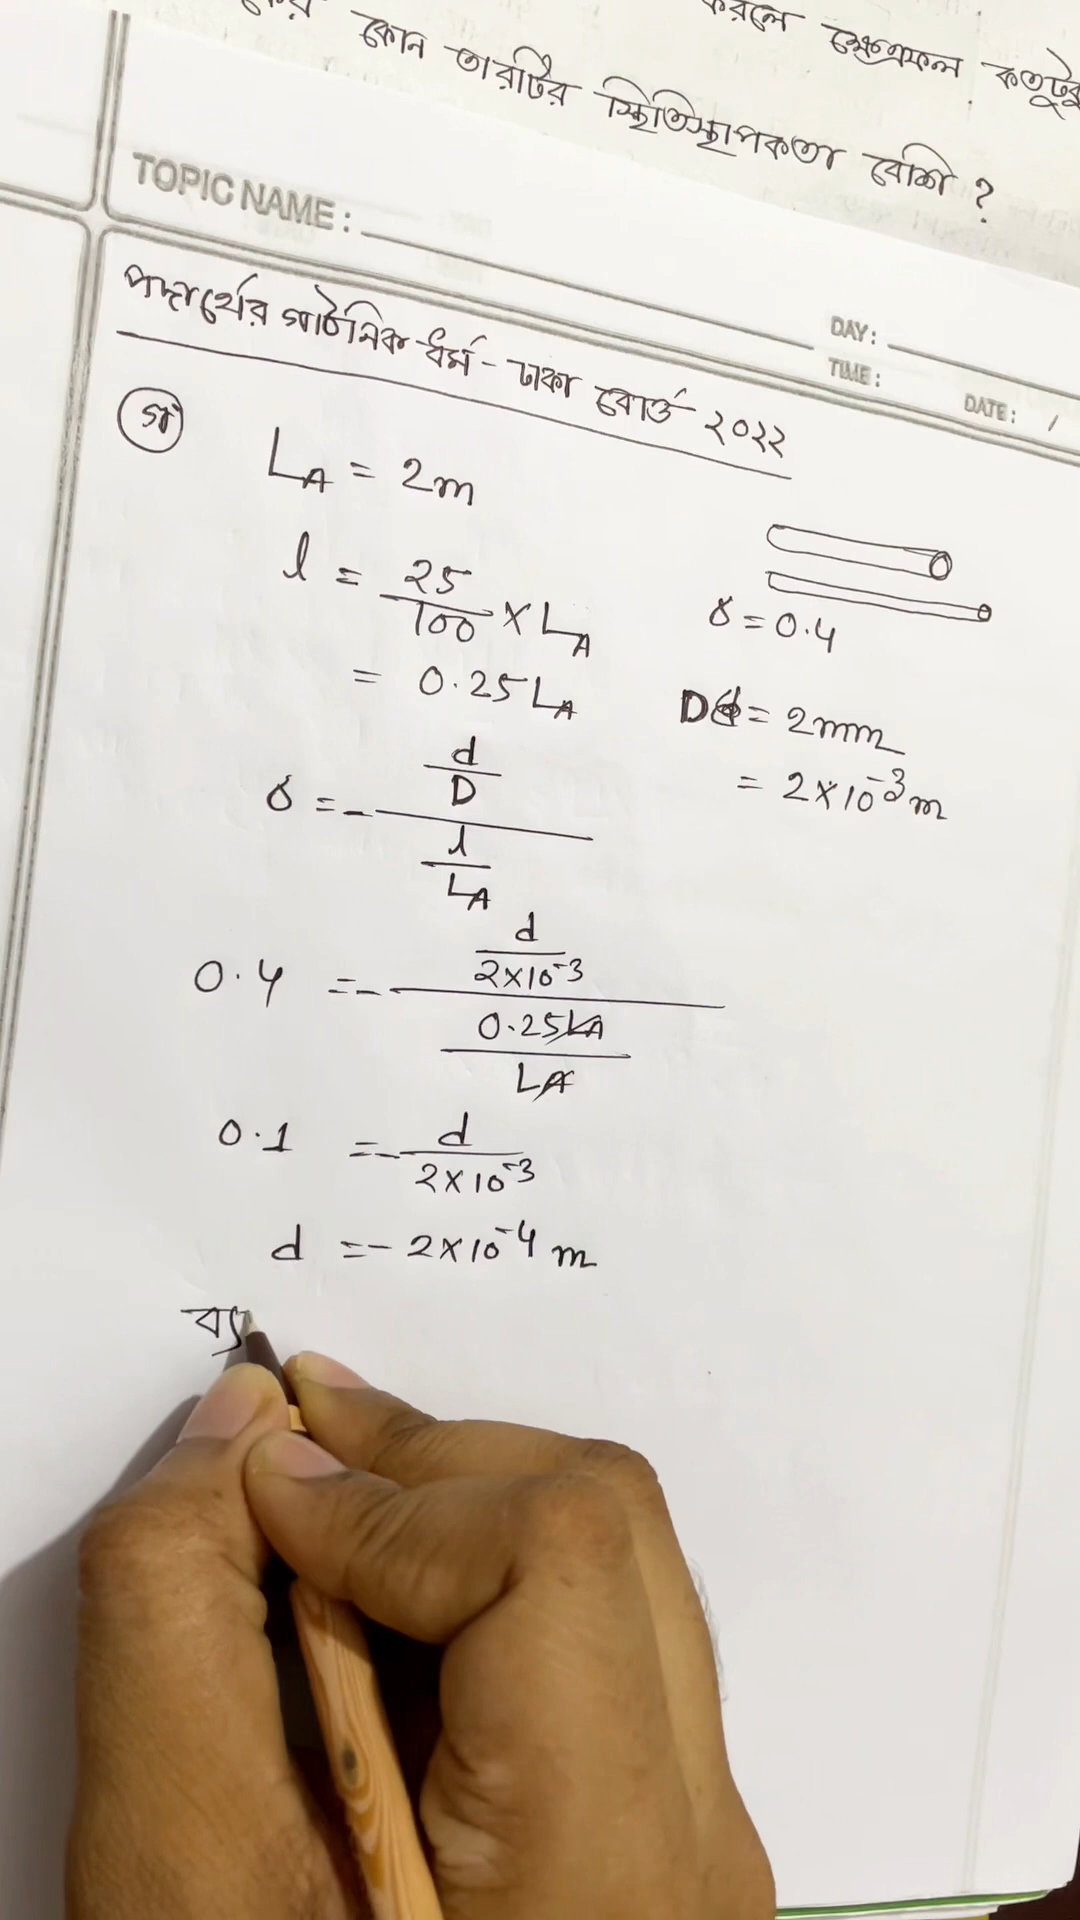 করলে ক্ষেত্রফল কতটুকু
কোন তারটির স্থিতিস্থাপকতা বেশি ?
TOPIC NAME :
DAY :
TIME :
DATE : /
পদার্থের গাঠনিক ধর্ম - ঢাকা বোর্ড ২০২২
গ
L_A = 2m
l = 25/100 × L_A
= 0.25 L_A
σ = 0.4
D = 2mm
= 2×10^-3 m
σ = - (d/D)/(l/L_A)
0.4 = - (d/(2×10^-3))/(0.25L_A/L_A)
0.1 = - d/(2×10^-3)
d = - 2×10^-4 m
ব্য